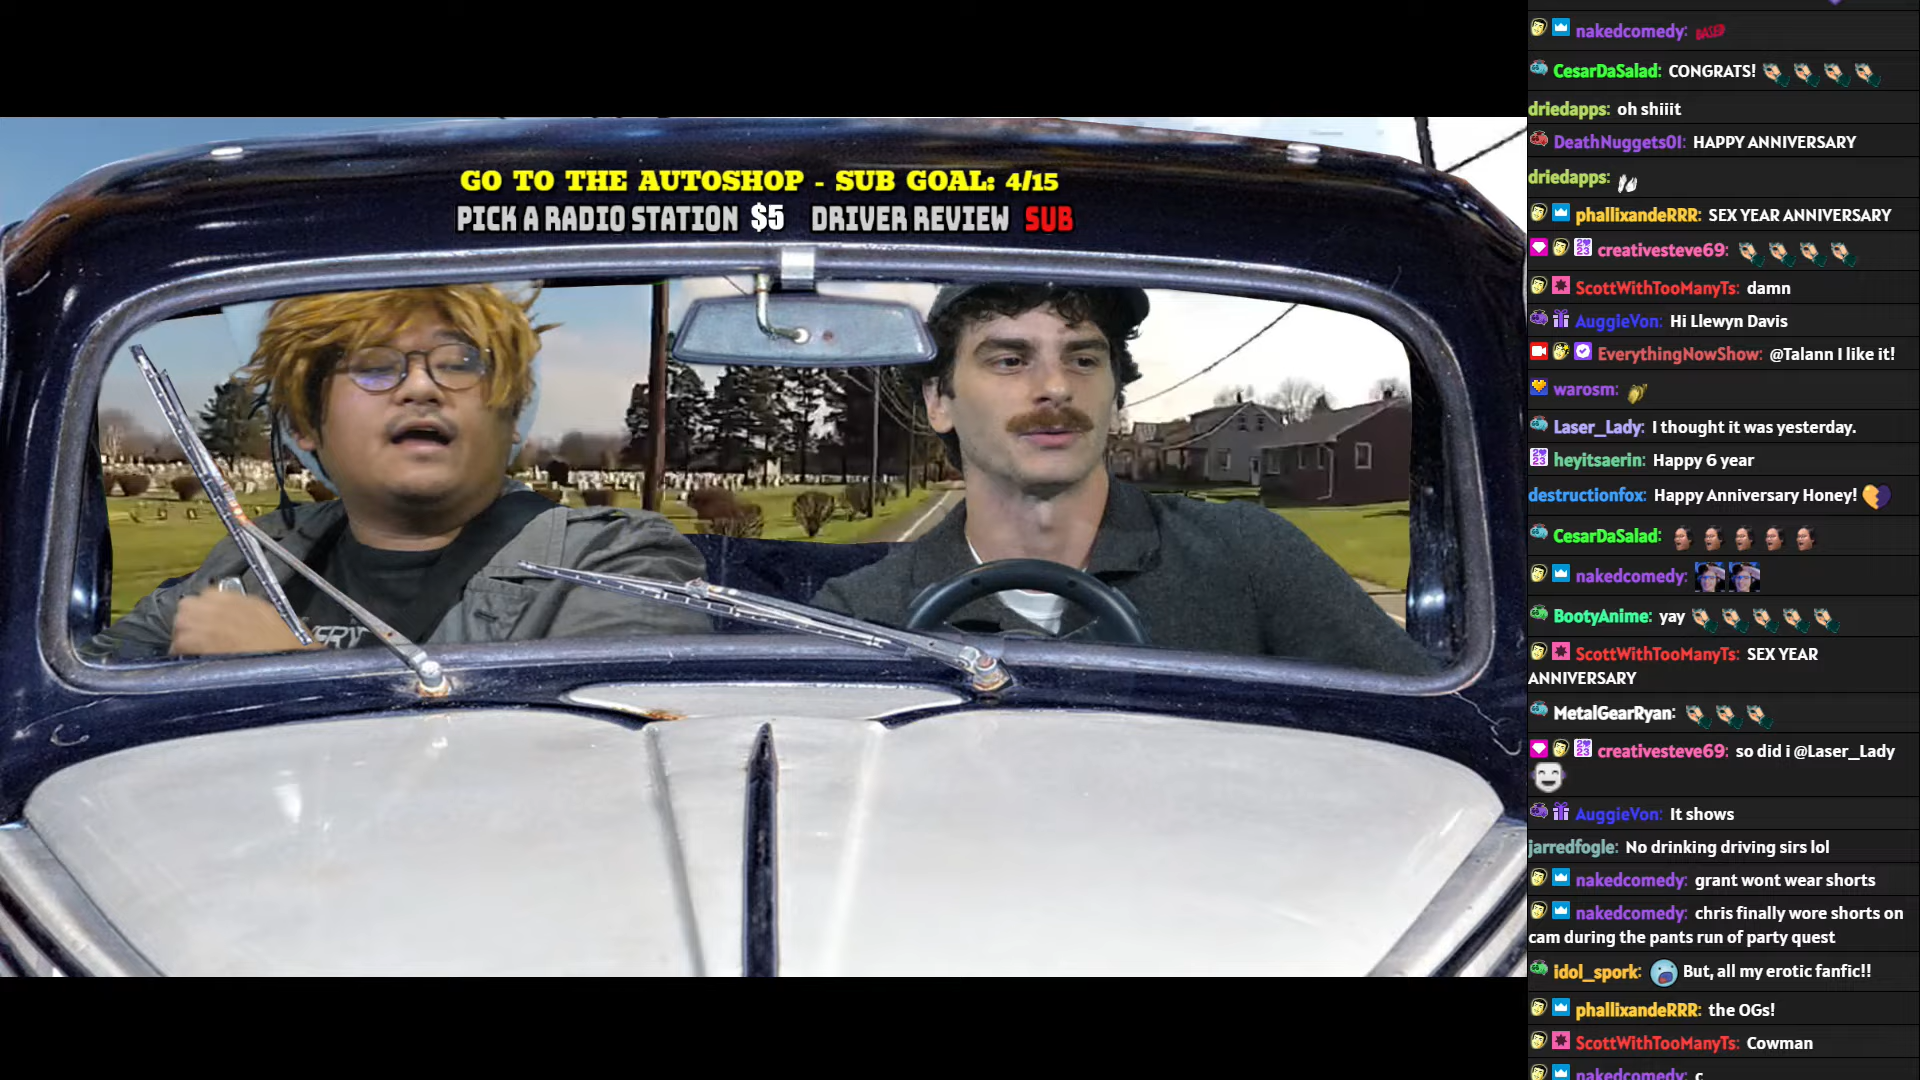 GO TO THE AUTOSHOP - SUB GOAL: 4/15
PICK A RADIO STATION $5 DRIVER REVIEW SUB
nakedcomedy: BASED
CesarDaSalad: CONGRATS!
driedapps: oh shiiit
DeathNuggets01: HAPPY ANNIVERSARY
driedapps:
phallixandeRRR: SEX YEAR ANNIVERSARY
creativesteve69:
ScottWithTooManyTs: damn
AuggieVon: Hi Llewyn Davis
EverythingNowShow: @Talann I like it!
warosm:
Laser_Lady: I thought it was yesterday.
heyitsaerin: Happy 6 year
destructionfox: Happy Anniversary Honey!
CesarDaSalad:
nakedcomedy:
BootyAnime: yay
ScottWithTooManyTs: SEX YEAR
ANNIVERSARY
MetalGearRyan:
creativesteve69: so did i @Laser_Lady
AuggieVon: It shows
jarredfogle: No drinking driving sirs lol
nakedcomedy: grant wont wear shorts
nakedcomedy: chris finally wore shorts on
cam during the pants run of party quest
idol_spork: But, all my erotic fanfic!!
phallixandeRRR: the OGs!
ScottWithTooManyTs: Cowman
nakedcomedy: c